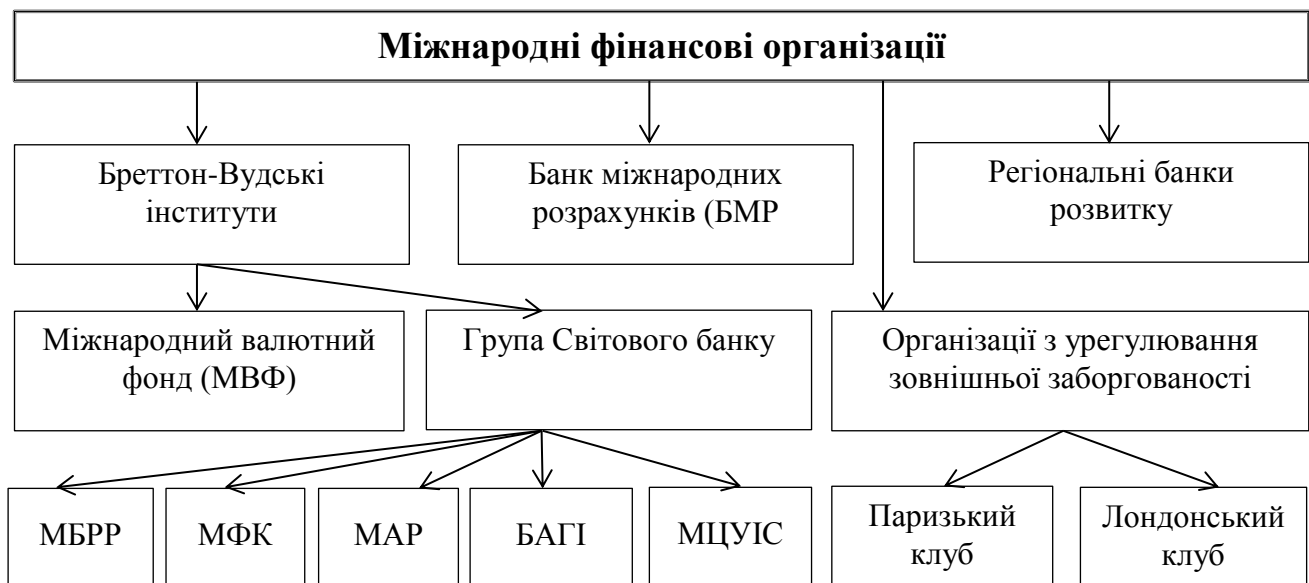 Міжнародні фінансові організації
Бреттон-Вудські
інститути
Банк міжнародних
розрахунків (БМР
Регіональні банки
розвитку
Міжнародний валютний
фонд (МВФ)
Група Світового банку
Організації з урегулювання
зовнішньої заборгованості
МБРР
МФК
МАР
БАГІ
МЦУІС
Паризький
клуб
Лондонський
клуб